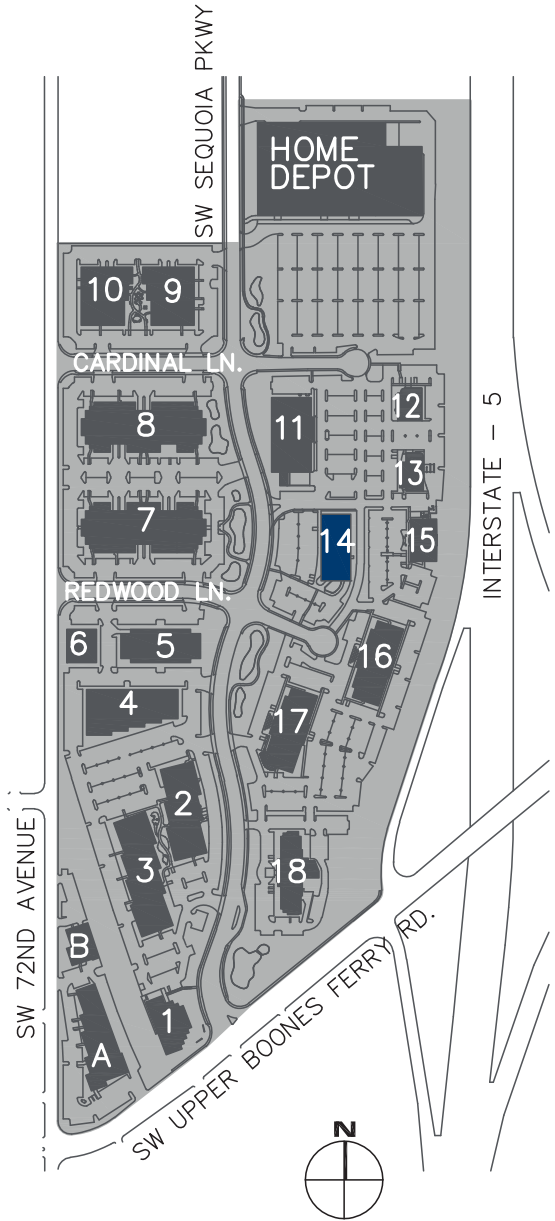 SW SEQUOIA PKWY
HOME
DEPOT
10
9
CARDINAL LN.
8
11
12
13
INTERSTATE - 5
7
14
15
REDWOOD LN.
6
5
16
4
17
2
3
18
SW 72ND AVENUE
B
1
A
SW UPPER BOONES FERRY RD.
N